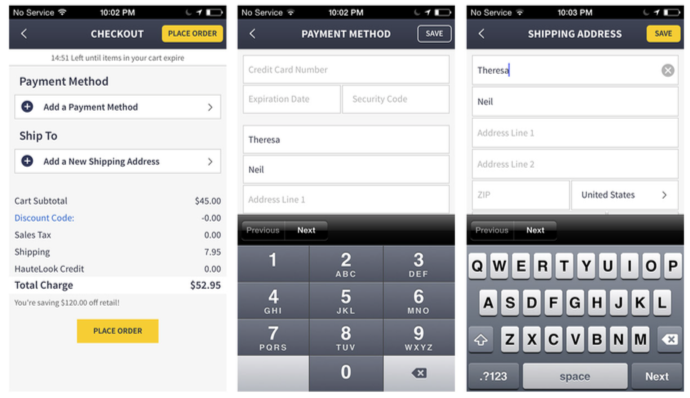 No Service 10:02 PM
CHECKOUT PLACE ORDER
14:51 Left until items in your cart expire
Payment Method
Add a Payment Method
Ship To
Add a New Shipping Address
Cart Subtotal $45.00
Discount Code: -0.00
Sales Tax 0.00
Shipping 7.95
HauteLook Credit 0.00
Total Charge $52.95
You're saving $120.00 off retail!
PLACE ORDER
No Service 10:02 PM
PAYMENT METHOD SAVE
Credit Card Number
Expiration Date Security Code
Theresa
Neil
Address Line 1
Previous Next
1 2 3
ABC DEF
4 5 6
GHI JKL MNO
7 8 9
PQRS TUV WXYZ
0
No Service 10:03 PM
SHIPPING ADDRESS SAVE
Theresa
Neil
Address Line 1
Address Line 2
ZIP United States
Previous Next
Q W E R T Y U I O P
A S D F G H J K L
Z X C V B N M
.?123 space Next